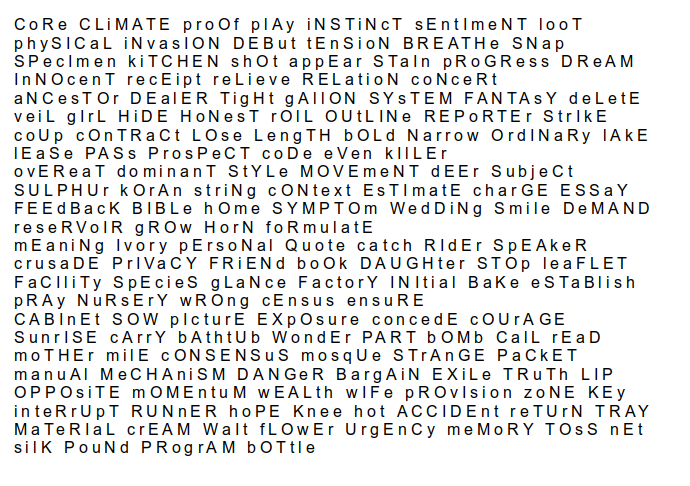 CoRe CLiMATE proOf plAy iNSTiNcT sEntImeNT looT
phySICaL iNvasION DEBut tEnSioN BREATHe SNap
SPecImen kiTCHEN shOt appEar STaIn pRoGRess DReAM
InNOcenT recEipt reLieve RELatioN coNceRt
aNCesTOr DEalER TigHt gAllON SYsTEM FANTAsY deLetE
veiL gIrL HiDE HoNesT rOlL OUtLINe REPoRTEr StrIkE
coUp cOnTRaCt LOse LengTH bOLd Narrow OrdINaRy lAkE
lEaSe PASs ProsPeCT coDe eVen kIlLEr
ovEReaT dominanT StYLe MOVEmeNT dEEr SubjeCt
SULPHUr kOrAn striNg cONtext EsTImatE charGE ESSaY
FEEdBacK BIBLe hOme SYMPTOm WedDiNg Smile DeMAND
reseRVoIR gROw HorN foRmulatE
mEaniNg Ivory pErsoNal Quote catch RIdEr SpEAkeR
crusaDE PrIVaCY FRiENd boOk DAUGHter STOp leaFLET
FaCIliTy SpEcieS gLaNce FactorY INItial BaKe eSTaBlish
pRAy NuRsErY wROng cEnsus ensuRE
CABInEt SOW pIcturE EXpOsure concedE cOUrAGE
SunrISE cArrY bAthtUb WondEr PART bOMb CalL rEaD
moTHEr milE cONSENSuS mosqUe STrAnGE PaCkET
manuAl MeCHAniSM DANGeR BargAiN EXiLe TRuTh LIP
OPPOsiTE mOMEntuM wEALth wIFe pROvIsion zoNE KEy
inteRrUpT RUNnER hoPE Knee hot ACCIDEnt reTUrN TRAY
MaTeRIaL crEAM WaIt fLOwEr UrgEnCy meMoRY TOsS nEt
silK PouNd PRogrAM bOTtle